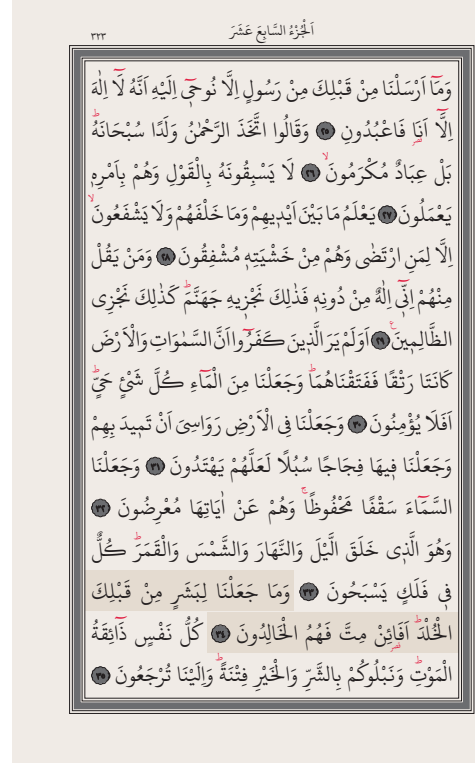 اَلْجُزْءُ السَّابِعَ عَشَرَ
٣٢٣
وَمَٓا اَرْسَلْنَا مِنْ قَبْلِكَ مِنْ رَسُولٍ اِلَّا نُوحٓى اِلَيْهِ اَنَّهُ لَٓا اِلٰهَ
اِلَّٓا اَنَا۬ فَاعْبُدُونِ ﴿٢٥﴾ وَقَالُوا اتَّخَذَ الرَّحْمٰنُ وَلَدًا سُبْحَانَهُۜ
بَلْ عِبَادٌ مُكْرَمُونَۙ ﴿٢٦﴾ لَا يَسْبِقُونَهُ بِالْقَوْلِ وَهُمْ بِاَمْرِه۪
يَعْمَلُونَ ﴿٢٧﴾ يَعْلَمُ مَا بَيْنَ اَيْد۪يهِمْ وَمَا خَلْفَهُمْ وَلَا يَشْفَعُونَۙ
اِلَّا لِمَنِ ارْتَضٰى وَهُمْ مِنْ خَشْيَتِه۪ مُشْفِقُونَ ﴿٢٨﴾ وَمَنْ يَقُلْ
مِنْهُمْ اِنّ۪ٓي اِلٰهٌ مِنْ دُونِه۪ فَذٰلِكَ نَجْز۪يهِ جَهَنَّمَۜ كَذٰلِكَ نَجْزِى
الظَّالِم۪ينَ۟ ﴿٢٩﴾ اَوَلَمْ يَرَ الَّذ۪ينَ كَفَرُٓوا اَنَّ السَّمٰوَاتِ وَالْاَرْضَ
كَانَتَا رَتْقًا فَفَتَقْنَاهُمَاۜ وَجَعَلْنَا مِنَ الْمَٓاءِ كُلَّ شَيْءٍ حَيٍّۜ
اَفَلَا يُؤْمِنُونَ ﴿٣٠﴾ وَجَعَلْنَا فِى الْاَرْضِ رَوَاسِىَ اَنْ تَم۪يدَ بِهِمْ
وَجَعَلْنَا ف۪يهَا فِجَاجًا سُبُلًا لَعَلَّهُمْ يَهْتَدُونَ ﴿٣١﴾ وَجَعَلْنَا
السَّمَٓاءَ سَقْفًا مَحْفُوظًاۚ وَهُمْ عَنْ اٰيَاتِهَا مُعْرِضُونَ ﴿٣٢﴾
وَهُوَ الَّذ۪ى خَلَقَ الَّيْلَ وَالنَّهَارَ وَالشَّمْسَ وَالْقَمَرَۜ كُلٌّ
ف۪ى فَلَكٍ يَسْبَحُونَ ﴿٣٣﴾ وَمَا جَعَلْنَا لِبَشَرٍ مِنْ قَبْلِكَ
الْخُلْدَۜ اَفَا۬ئِنْ مِتَّ فَهُمُ الْخَالِدُونَ ﴿٣٤﴾ كُلُّ نَفْسٍ ذَٓائِقَةُ
الْمَوْتِۜ وَنَبْلُوكُمْ بِالشَّرِّ وَالْخَيْرِ فِتْنَةًۜ وَاِلَيْنَا تُرْجَعُونَ ﴿٣٥﴾